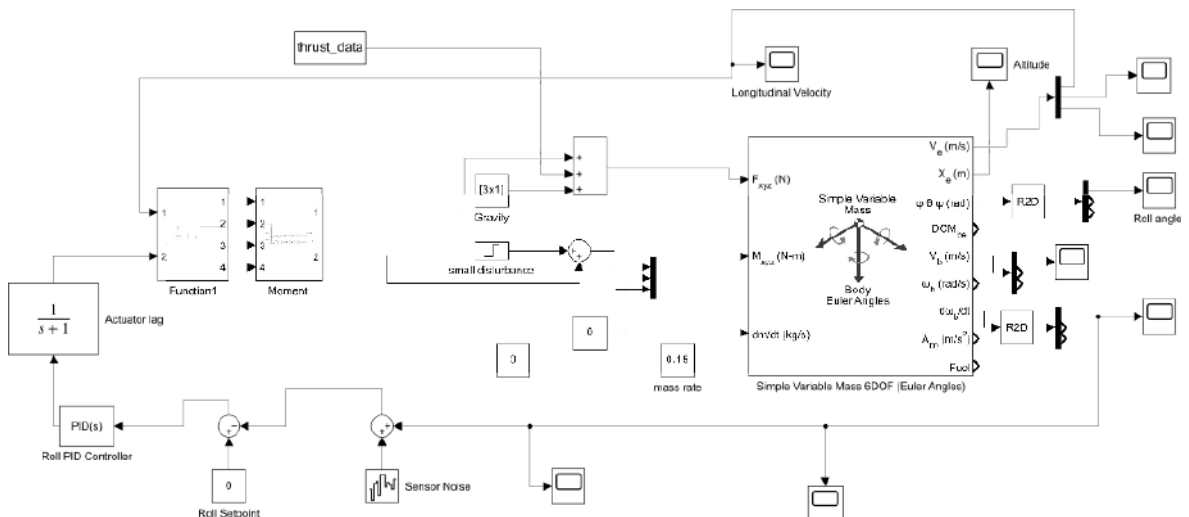 thrust_data
Altitude
Longitudinal Velocity
V_e (m/s)
F_xyz (N)
X_e (m)
[3x1]
Gravity
Simple Variable
Mass
φ θ ψ (rad)
R2D
Roll angle
DCM_be
1
2
1
2
3
4
1
2
3
4
2
small disturbance
M_xyz (N-m)
V_b (m/s)
Function1
Moment
Body
Euler Angles
ω_b (rad/s)
1
s + 1
Actuator lag
0
0
0.15
mass rate
dm/dt (kg/s)
dω_b/dt
R2D
A_m (m/s²)
Fuel
Simple Variable Mass 6DOF (Euler Angles)
PID(s)
Roll PID Controller
0
Roll Setpoint
Sensor Noise